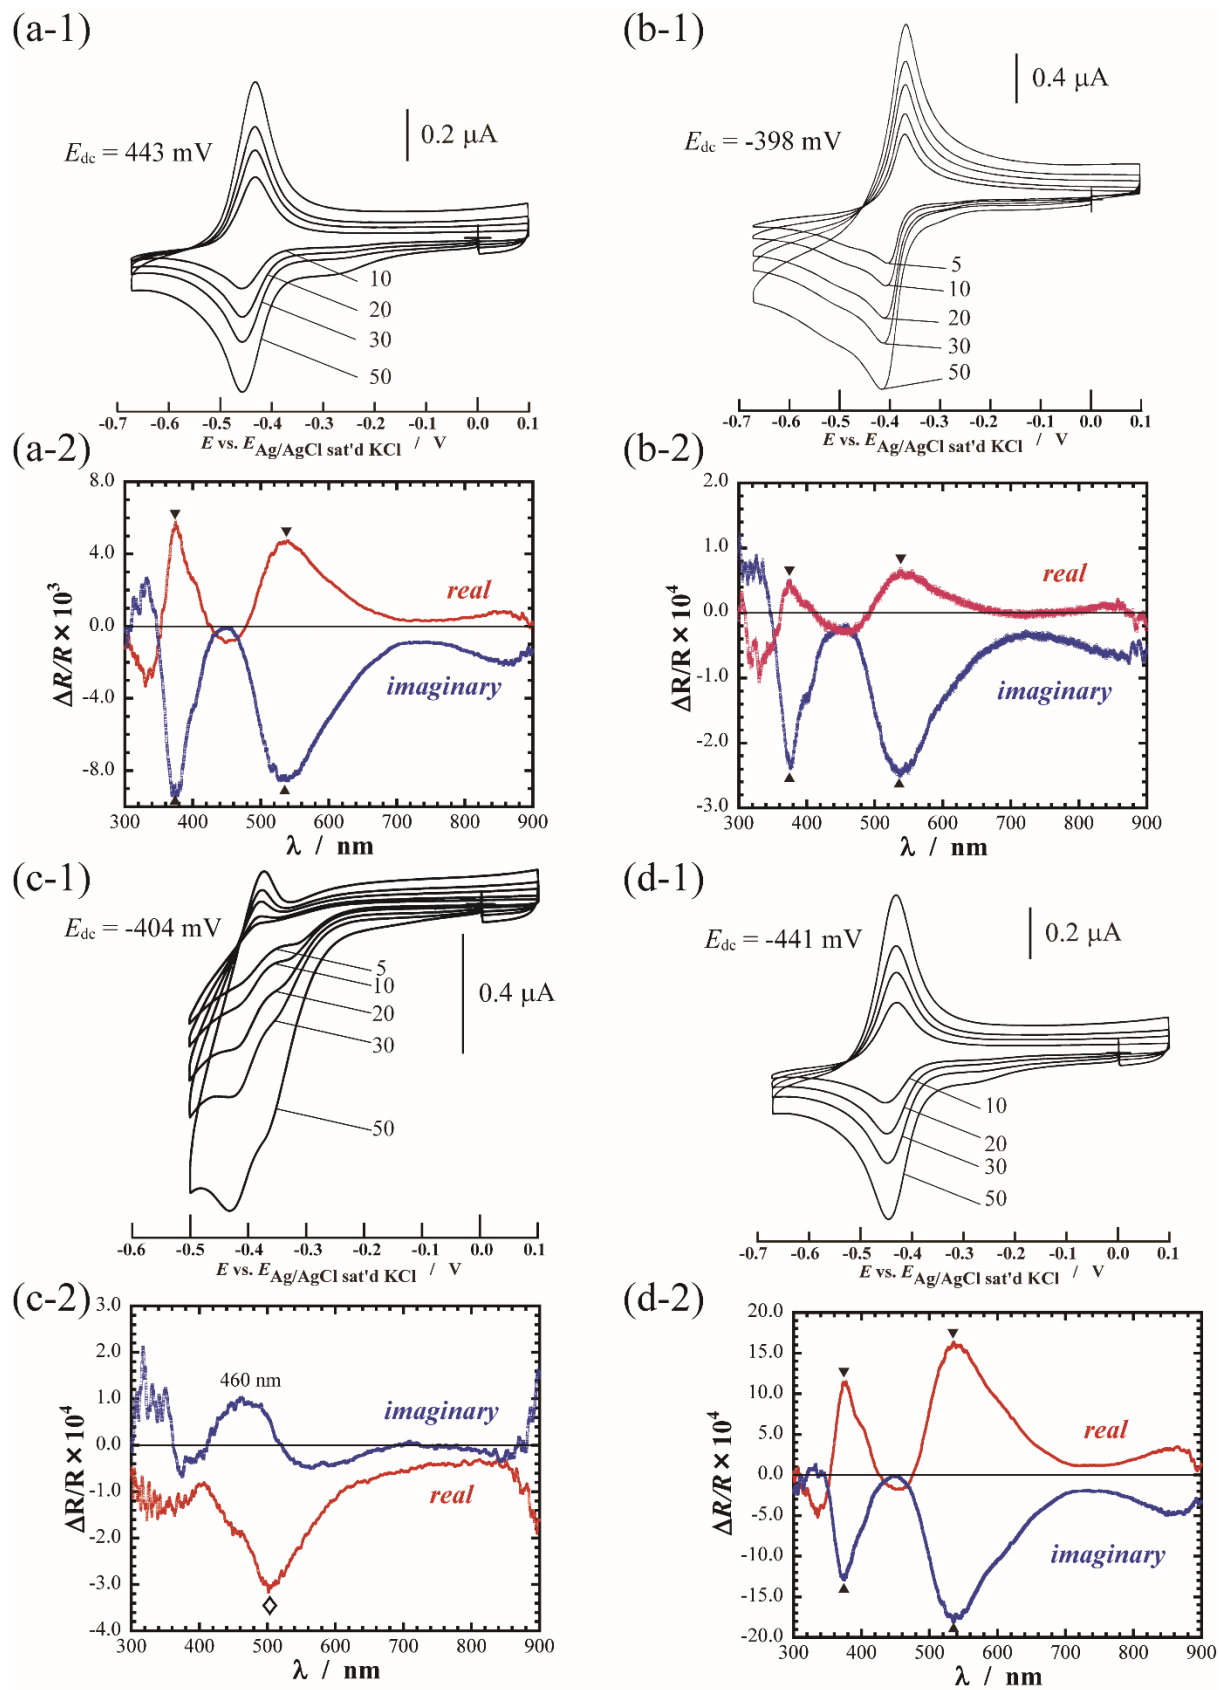 (a-1)
0.2 µA
Edc = 443 mV
10
20
30
50
-0.7 -0.6 -0.5 -0.4 -0.3 -0.2 -0.1 0.0 0.1
E vs. EAg/AgCl sat'd KCl / V
(b-1)
0.4 µA
Edc = -398 mV
5
10
20
30
50
-0.7 -0.6 -0.5 -0.4 -0.3 -0.2 -0.1 0.0 0.1
E vs. EAg/AgCl sat'd KCl / V
(a-2)
ΔR/R × 10³
8.0
4.0
0.0
-4.0
-8.0
real
imaginary
300 400 500 600 700 800 900
λ / nm
(b-2)
ΔR/R × 10⁴
2.0
1.0
0.0
-1.0
-2.0
-3.0
real
imaginary
300 400 500 600 700 800 900
λ / nm
(c-1)
Edc = -404 mV
0.4 µA
5
10
20
30
50
-0.6 -0.5 -0.4 -0.3 -0.2 -0.1 0.0 0.1
E vs. EAg/AgCl sat'd KCl / V
(d-1)
Edc = -441 mV
0.2 µA
10
20
30
50
-0.7 -0.6 -0.5 -0.4 -0.3 -0.2 -0.1 0.0 0.1
E vs. EAg/AgCl sat'd KCl / V
(c-2)
ΔR/R × 10⁴
3.0
2.0
1.0
0.0
-1.0
-2.0
-3.0
-4.0
460 nm
imaginary
real
300 400 500 600 700 800 900
λ / nm
(d-2)
ΔR/R × 10⁴
20.0
15.0
10.0
5.0
0.0
-5.0
-10.0
-15.0
-20.0
real
imaginary
300 400 500 600 700 800 900
λ / nm